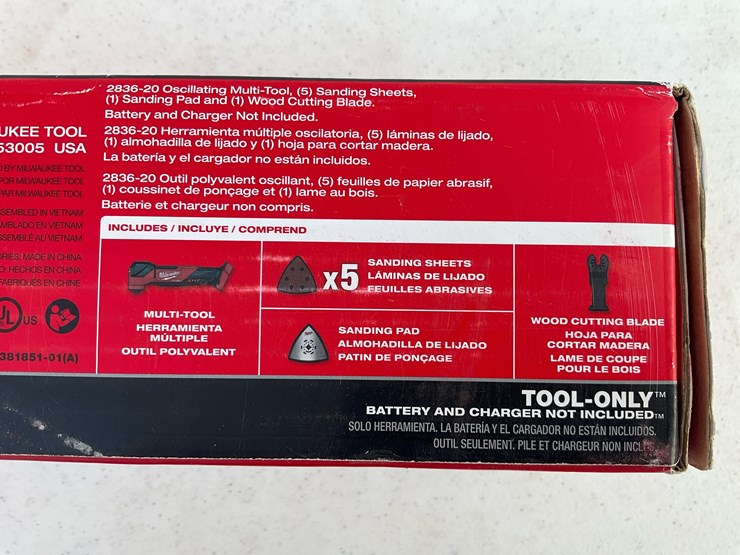 2836-20 Oscillating Multi-Tool, (5) Sanding Sheets,
(1) Sanding Pad and (1) Wood Cutting Blade.
Battery and Charger Not Included.
2836-20 Herramienta múltiple oscilatoria, (5) láminas de lijado,
(1) almohadilla de lijado y (1) hoja para cortar madera.
La batería y el cargador no están incluidos.
2836-20 Outil polyvalent oscillant, (5) feuilles de papier abrasif,
(1) coussinet de ponçage et (1) lame au bois.
Batterie et chargeur non compris.
UKEE TOOL
53005 USA
BY MILWAUKEE TOOL
POR MILWAUKEE TOOL
PAR MILWAUKEE TOOL
SEMBLED IN VIETNAM
MBLADO EN VIETNAM
SSEMBLÉ AU VIETNAM
RIES: MADE IN CHINA
O: HECHOS EN CHINA
FABRIQUÉS EN CHINE
UL US
381851-01(A)
INCLUDES / INCLUYE / COMPREND
Milwaukee
MULTI-TOOL
HERRAMIENTA
MÚLTIPLE
OUTIL POLYVALENT
x5
SANDING SHEETS
LÁMINAS DE LIJADO
FEUILLES ABRASIVES
SANDING PAD
ALMOHADILLA DE LIJADO
PATIN DE PONÇAGE
WOOD CUTTING BLADE
HOJA PARA
CORTAR MADERA
LAME DE COUPE
POUR LE BOIS
TOOL-ONLY™
BATTERY AND CHARGER NOT INCLUDED™
SOLO HERRAMIENTA. LA BATERÍA Y EL CARGADOR NO ESTÁN INCLUIDOS.
OUTIL SEULEMENT. PILE ET CHARGEUR NON